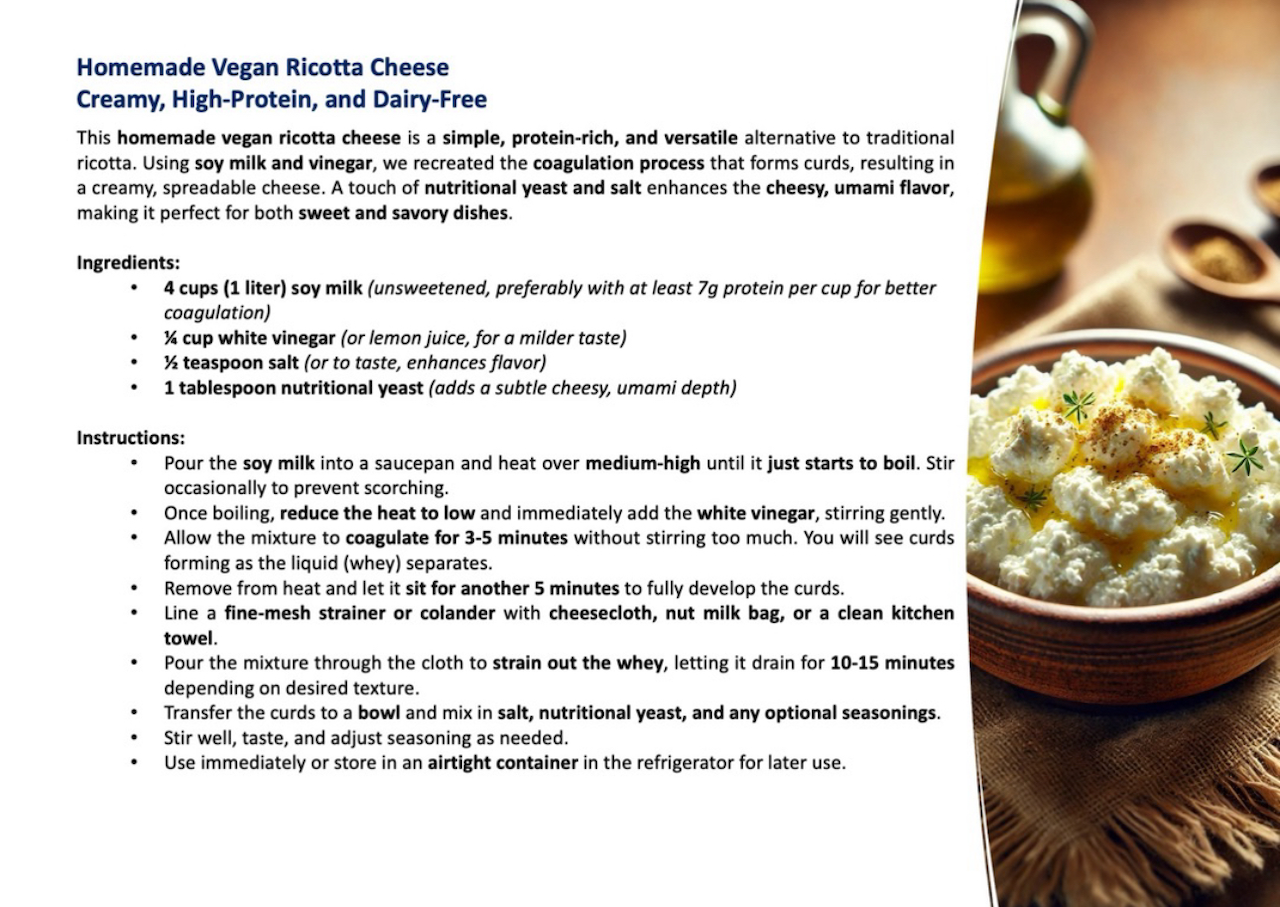 Homemade Vegan Ricotta Cheese
Creamy, High-Protein, and Dairy-Free
This homemade vegan ricotta cheese is a simple, protein-rich, and versatile alternative to traditional
ricotta. Using soy milk and vinegar, we recreated the coagulation process that forms curds, resulting in
a creamy, spreadable cheese. A touch of nutritional yeast and salt enhances the cheesy, umami flavor,
making it perfect for both sweet and savory dishes.
Ingredients:
• 4 cups (1 liter) soy milk (unsweetened, preferably with at least 7g protein per cup for better
coagulation)
• ¼ cup white vinegar (or lemon juice, for a milder taste)
• ½ teaspoon salt (or to taste, enhances flavor)
• 1 tablespoon nutritional yeast (adds a subtle cheesy, umami depth)
Instructions:
• Pour the soy milk into a saucepan and heat over medium-high until it just starts to boil. Stir
occasionally to prevent scorching.
• Once boiling, reduce the heat to low and immediately add the white vinegar, stirring gently.
• Allow the mixture to coagulate for 3-5 minutes without stirring too much. You will see curds
forming as the liquid (whey) separates.
• Remove from heat and let it sit for another 5 minutes to fully develop the curds.
• Line a fine-mesh strainer or colander with cheesecloth, nut milk bag, or a clean kitchen
towel.
• Pour the mixture through the cloth to strain out the whey, letting it drain for 10-15 minutes
depending on desired texture.
• Transfer the curds to a bowl and mix in salt, nutritional yeast, and any optional seasonings.
• Stir well, taste, and adjust seasoning as needed.
• Use immediately or store in an airtight container in the refrigerator for later use.